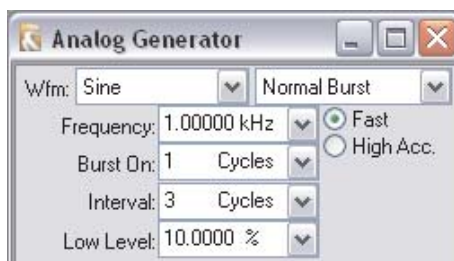 Analog Generator
Wfm: Sine Normal Burst
Frequency: 1.00000 kHz Fast
High Acc.
Burst On: 1 Cycles
Interval: 3 Cycles
Low Level: 10.0000 %